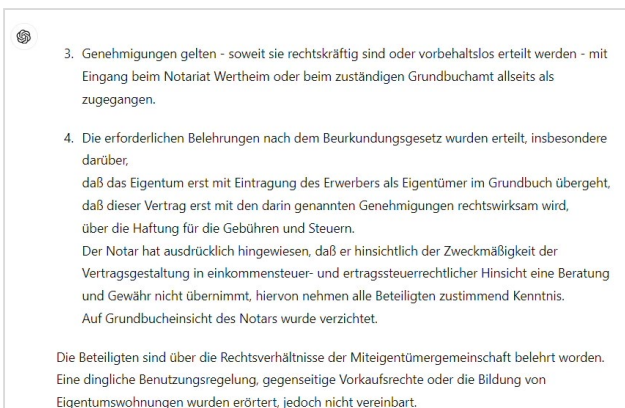 3. Genehmigungen gelten - soweit sie rechtskräftig sind oder vorbehaltslos erteilt werden - mit
Eingang beim Notariat Wertheim oder beim zuständigen Grundbuchamt allseits als
zugegangen.
4. Die erforderlichen Belehrungen nach dem Beurkundungsgesetz wurden erteilt, insbesondere
darüber,
daß das Eigentum erst mit Eintragung des Erwerbers als Eigentümer im Grundbuch übergeht,
daß dieser Vertrag erst mit den darin genannten Genehmigungen rechtswirksam wird,
über die Haftung für die Gebühren und Steuern.
Der Notar hat ausdrücklich hingewiesen, daß er hinsichtlich der Zweckmäßigkeit der
Vertragsgestaltung in einkommensteuer- und ertragssteuerrechtlicher Hinsicht eine Beratung
und Gewähr nicht übernimmt, hiervon nehmen alle Beteiligten zustimmend Kenntnis.
Auf Grundbucheinsicht des Notars wurde verzichtet.
Die Beteiligten sind über die Rechtsverhältnisse der Miteigentümergemeinschaft belehrt worden.
Eine dingliche Benutzungsregelung, gegenseitige Vorkaufsrechte oder die Bildung von
Eigentumswohnungen wurden erörtert, jedoch nicht vereinbart.